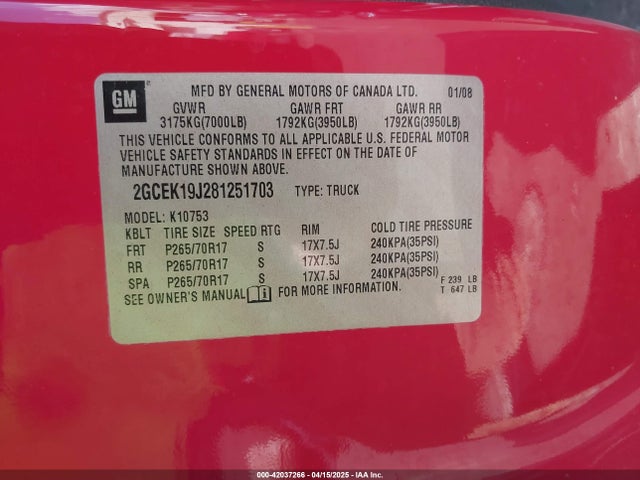 GM
MFD BY GENERAL MOTORS OF CANADA LTD. 01/08
GVWR GAWR FRT GAWR RR
3175KG(7000LB) 1792KG(3950LB) 1792KG(3950LB)
THIS VEHICLE CONFORMS TO ALL APPLICABLE U.S. FEDERAL MOTOR
VEHICLE SAFETY STANDARDS IN EFFECT ON THE DATE OF
MANUFACTURE SHOWN ABOVE.
2GCEK19J281251703 TYPE: TRUCK
MODEL: K10753
KBLT TIRE SIZE SPEED RTG RIM COLD TIRE PRESSURE
FRT P265/70R17 S 17X7.5J 240KPA(35PSI)
RR P265/70R17 S 17X7.5J 240KPA(35PSI)
SPA P265/70R17 S 17X7.5J 240KPA(35PSI)
SEE OWNER'S MANUAL FOR MORE INFORMATION.
F 239 LB
T 647 LB
000-42037266 - 04/15/2025 - IAA Inc.